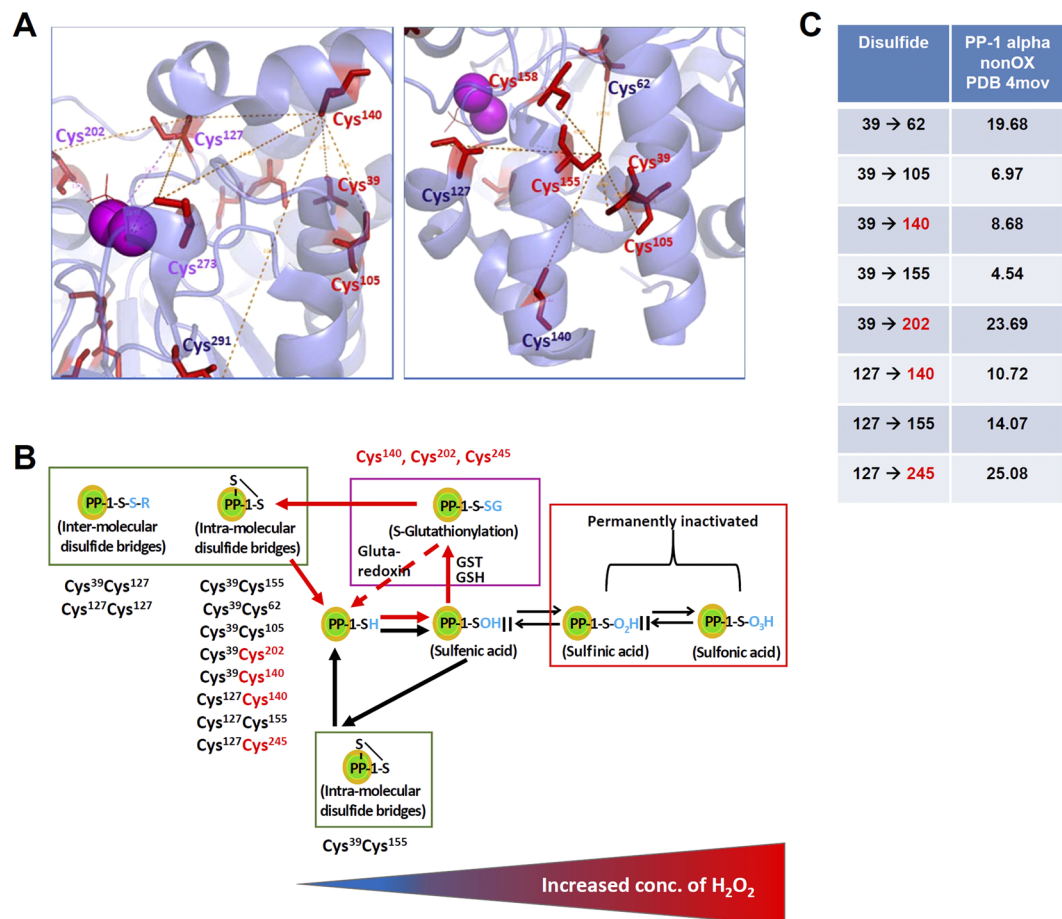 A
Cys202
Cys127
Cys140
Cys39
Cys273
Cys105
Cys291
Cys158
Cys62
Cys127
Cys39
Cys155
Cys105
Cys140
C
Disulfide
PP-1 alpha
nonOX
PDB 4mov
39 → 62 19.68
39 → 105 6.97
39 → 140 8.68
39 → 155 4.54
39 → 202 23.69
127 → 140 10.72
127 → 155 14.07
127 → 245 25.08
B
Cys140, Cys202, Cys245
PP-1-S-S-R
(Inter-molecular
disulfide bridges)
S
PP-1-S
(Intra-molecular
disulfide bridges)
PP-1-S-SG
(S-Glutathionylation)
Gluta-
redoxin
GST
GSH
Permanently inactivated
Cys39Cys127
Cys127Cys127
Cys39Cys155
Cys39Cys62
Cys39Cys105
Cys39Cys202
Cys39Cys140
Cys127Cys140
Cys127Cys155
Cys127Cys245
PP-1-SH
PP-1-SOH
(Sulfenic acid)
PP-1-S-O2H
(Sulfinic acid)
PP-1-S-O3H
(Sulfonic acid)
S
PP-1-S
(Intra-molecular
disulfide bridges)
Cys39Cys155
Increased conc. of H2O2